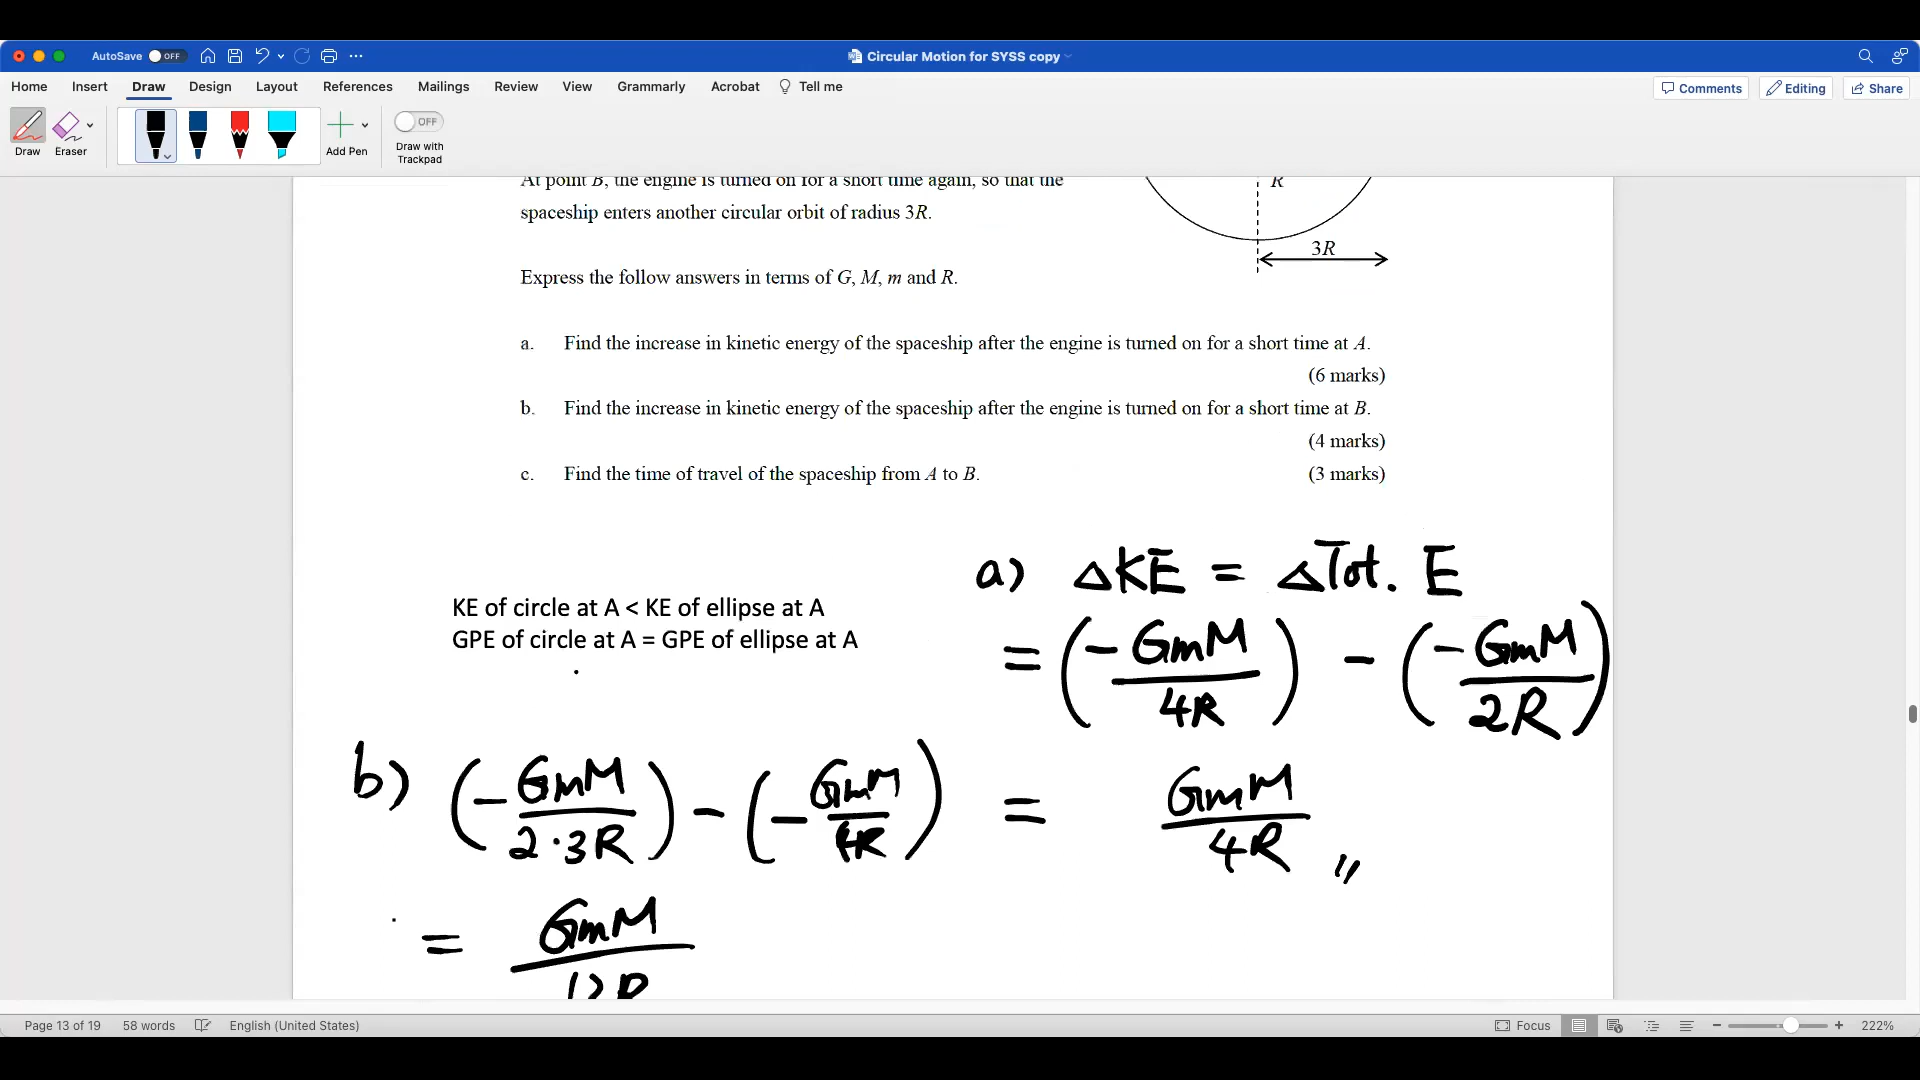 AutoSave OFF
Circular Motion for SYSS copy
Home Insert Draw Design Layout References Mailings Review View Grammarly Acrobat Tell me
Comments Editing Share
Draw Eraser Add Pen OFF Draw with Trackpad
At point B, the engine is turned on for a short time again, so that the
spaceship enters another circular orbit of radius 3R.
R
3R
Express the follow answers in terms of G, M, m and R.
a. Find the increase in kinetic energy of the spaceship after the engine is turned on for a short time at A.
(6 marks)
b. Find the increase in kinetic energy of the spaceship after the engine is turned on for a short time at B.
(4 marks)
c. Find the time of travel of the spaceship from A to B. (3 marks)
a) ΔKE = ΔTot. E
KE of circle at A < KE of ellipse at A
GPE of circle at A = GPE of ellipse at A
= (- GmM / 4R) - (- GmM / 2R)
= GmM / 4R //
b) (- GmM / 2·3R) - (- GmM / 4R)
= GmM / 12R
Page 13 of 19 58 words English (United States) Focus 222%